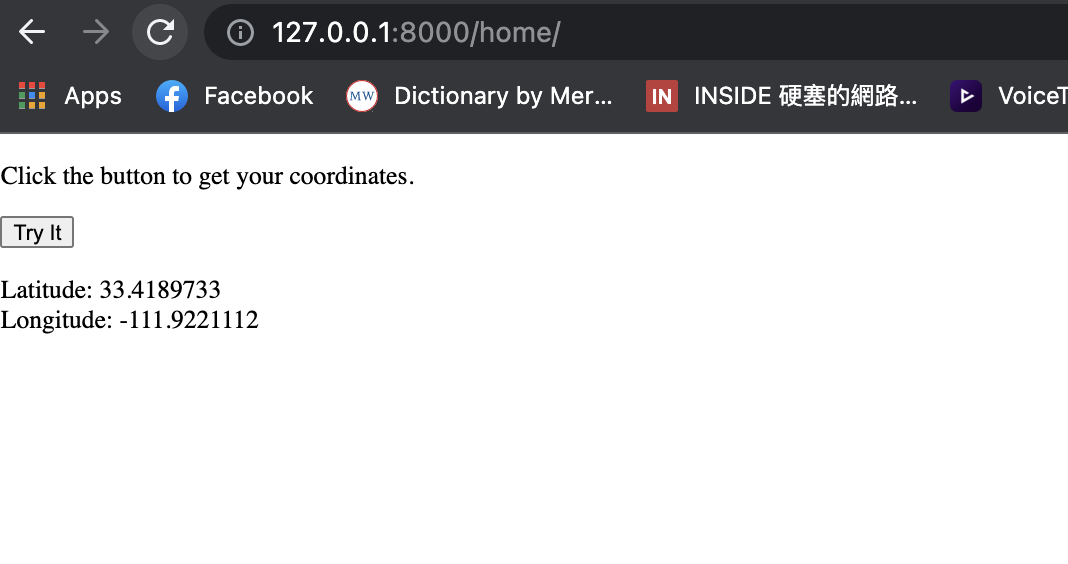 127.0.0.1:8000/home/
Apps Facebook MW Dictionary by Mer... IN INSIDE 硬塞的網路... VoiceT
Click the button to get your coordinates.
Try It
Latitude: 33.4189733
Longitude: -111.9221112